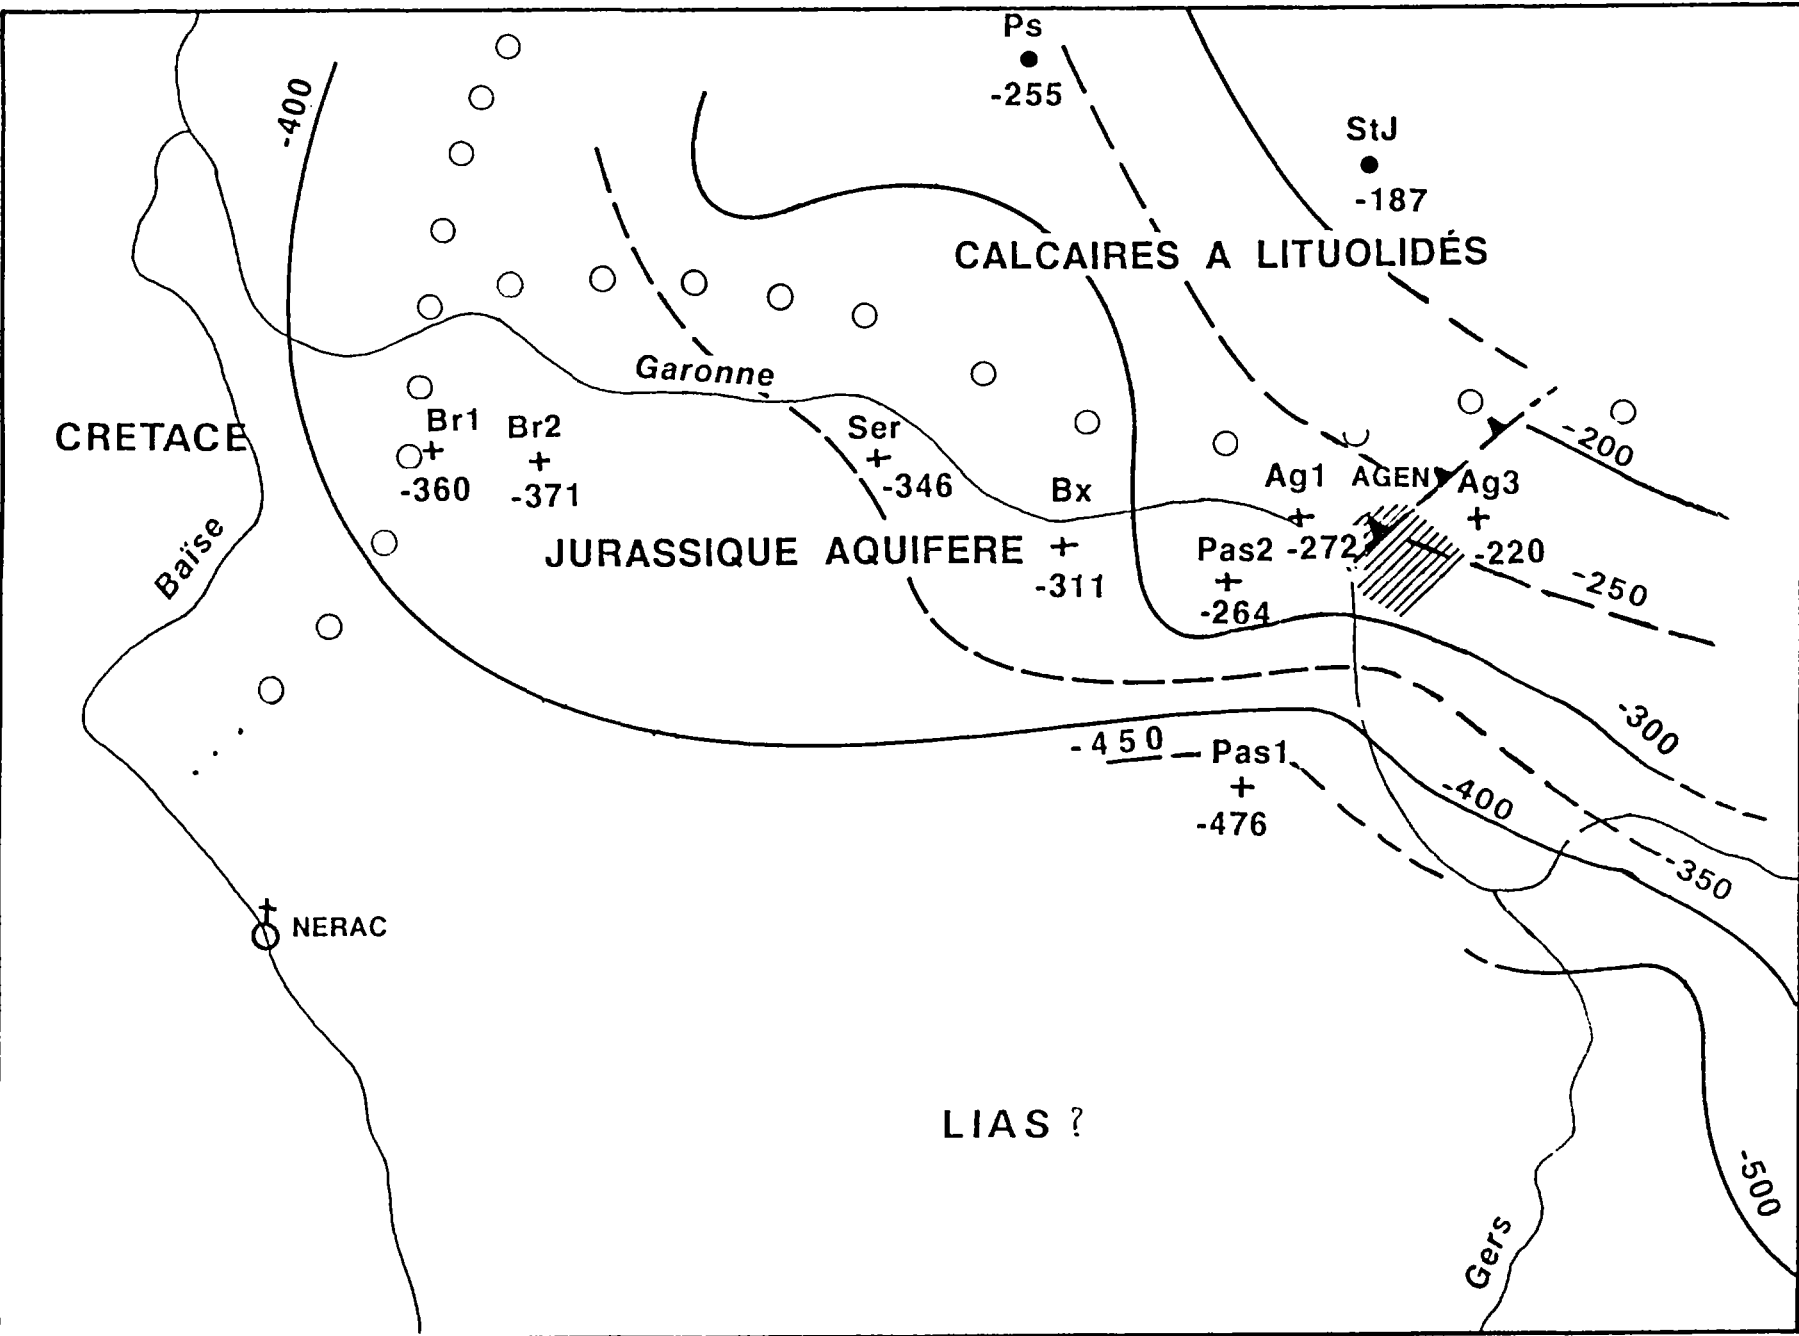 Ps
-255
-400
StJ
-187
CALCAIRES A LITUOLIDÉS
Garonne
CRETACE
Br1
-360
Br2
-371
Ser
-346
Bx
-311
Ag1
-272
AGEN
Ag3
-220
-200
JURASSIQUE AQUIFERE
Pas2
-264
-250
Baïse
-300
-450
Pas1
-476
-400
-350
NERAC
LIAS ?
-500
Gers